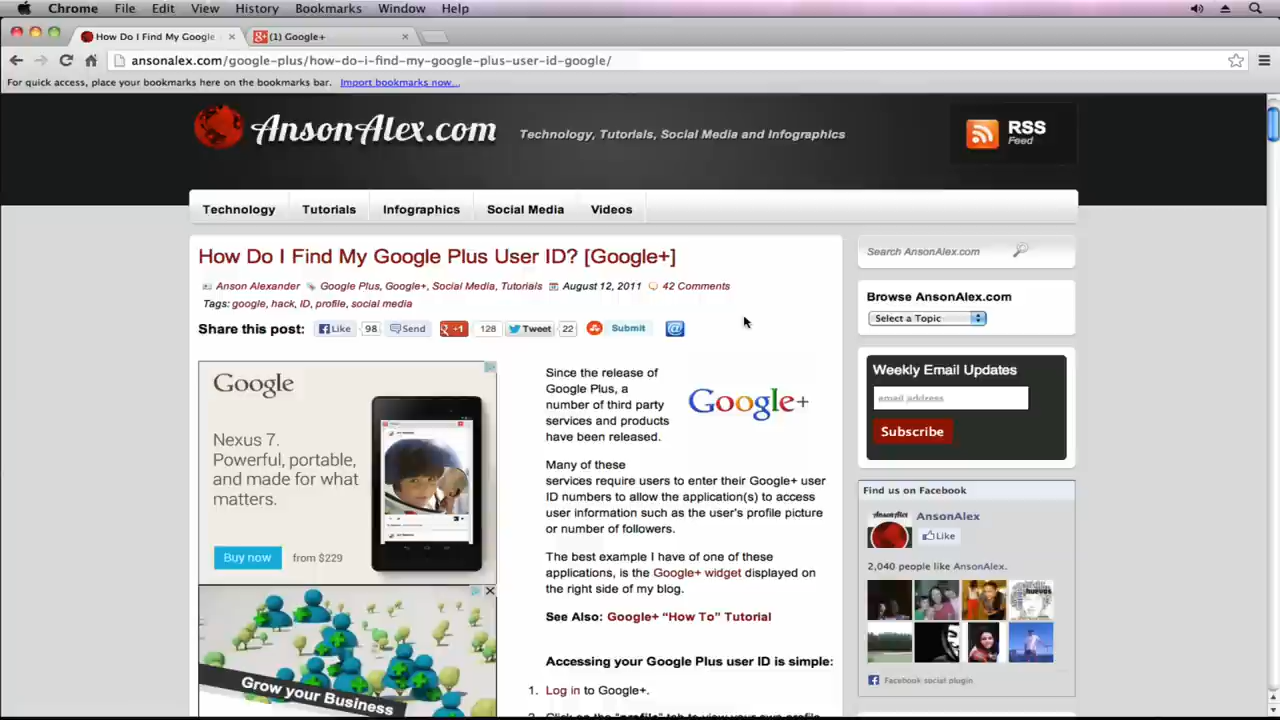 Chrome File Edit View History Bookmarks Window Help
How Do I Find My Google
(1) Google+
ansonalex.com/google-plus/how-do-i-find-my-google-plus-user-id-google/
For quick access, place your bookmarks here on the bookmarks bar. Import bookmarks now...
AnsonAlex.com
Technology, Tutorials, Social Media and Infographics
RSS
Feed
Technology Tutorials Infographics Social Media Videos
How Do I Find My Google Plus User ID? [Google+]
Anson Alexander Google Plus, Google+, Social Media, Tutorials August 12, 2011 42 Comments
Tags: google, hack, ID, profile, social media
Share this post: Like 98 Send +1 128 Tweet 22 Submit
Google
Nexus 7.
Powerful, portable,
and made for what
matters.
Buy now from $229
Grow your Business
Since the release of
Google Plus, a
number of third party
services and products
have been released.
Google+
Many of these
services require users to enter their Google+ user
ID numbers to allow the application(s) to access
user information such as the user's profile picture
or number of followers.
The best example I have of one of these
applications, is the Google+ widget displayed on
the right side of my blog.
See Also: Google+ “How To” Tutorial
Accessing your Google Plus user ID is simple:
1. Log in to Google+.
Search AnsonAlex.com
Browse AnsonAlex.com
Select a Topic
Weekly Email Updates
email address
Subscribe
Find us on Facebook
AnsonAlex
AnsonAlex
Like
2,040 people like AnsonAlex.
huevos
Facebook social plugin